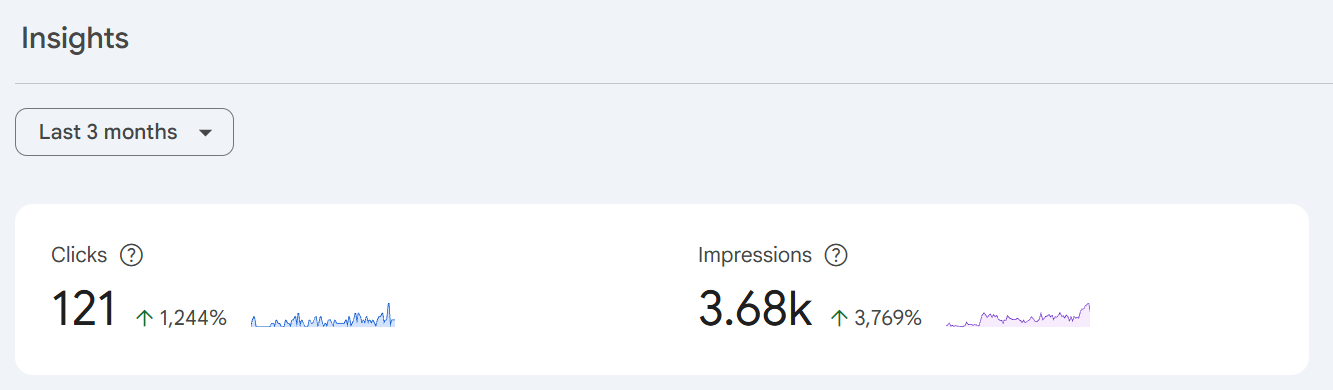 Insights
Last 3 months
Clicks
121 1,244%
Impressions
3.68k 3,769%